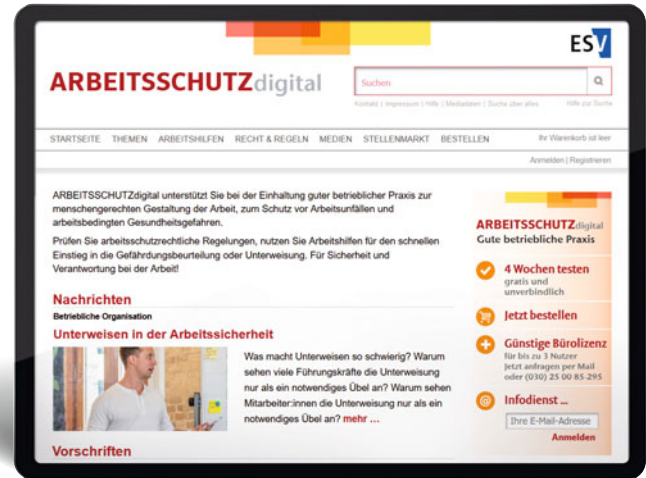 ESV
ARBEITSSCHUTZdigital
Suchen
Kontakt | Impressum | Hilfe | Mediadaten | Suche über alles
Hilfe zur Suche
STARTSEITE THEMEN ARBEITSHILFEN RECHT & REGELN MEDIEN STELLENMARKT BESTELLEN
Ihr Warenkorb ist leer
Anmelden | Registrieren
ARBEITSSCHUTZdigital unterstützt Sie bei der Einhaltung guter betrieblicher Praxis zur
menschengerechten Gestaltung der Arbeit, zum Schutz vor Arbeitsunfällen und
arbeitsbedingten Gesundheitsgefahren.
Prüfen Sie arbeitsschutzrechtliche Regelungen, nutzen Sie Arbeitshilfen für den schnellen
Einstieg in die Gefährdungsbeurteilung oder Unterweisung. Für Sicherheit und
Verantwortung bei der Arbeit!
Nachrichten
Betriebliche Organisation
Unterweisen in der Arbeitssicherheit
Was macht Unterweisen so schwierig? Warum
sehen viele Führungskräfte die Unterweisung
nur als ein notwendiges Übel an? Warum sehen
Mitarbeiter:innen die Unterweisung nur als ein
notwendiges Übel an? mehr ...
Vorschriften
ARBEITSSCHUTZdigital
Gute betriebliche Praxis
4 Wochen testen
gratis und
unverbindlich
Jetzt bestellen
Günstige Bürolizenz
für bis zu 3 Nutzer
Jetzt anfragen per Mail
oder (030) 25 00 85-295
Infodienst ...
Ihre E-Mail-Adresse
Anmelden